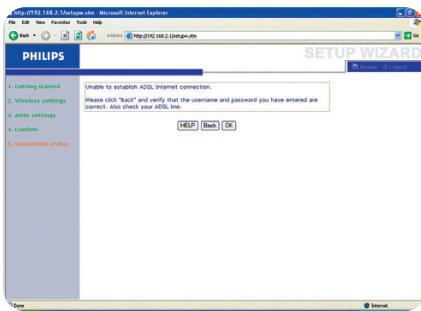 http://192.168.2.1/setupw.stm - Microsoft Internet Explorer
File Edit View Favorites Tools Help
Back
Address http://192.168.2.1/setupw.stm Go
PHILIPS
SETUP WIZARD
Home Logout
1. Getting started
2. Wireless settings
3. ADSL settings
4. Confirm
5. Connection status
Unable to establish ADSL Internet connection.
Please click "Back" and verify that the username and password you have entered are
correct. Also check your ADSL line.
HELP Back OK
Done Internet